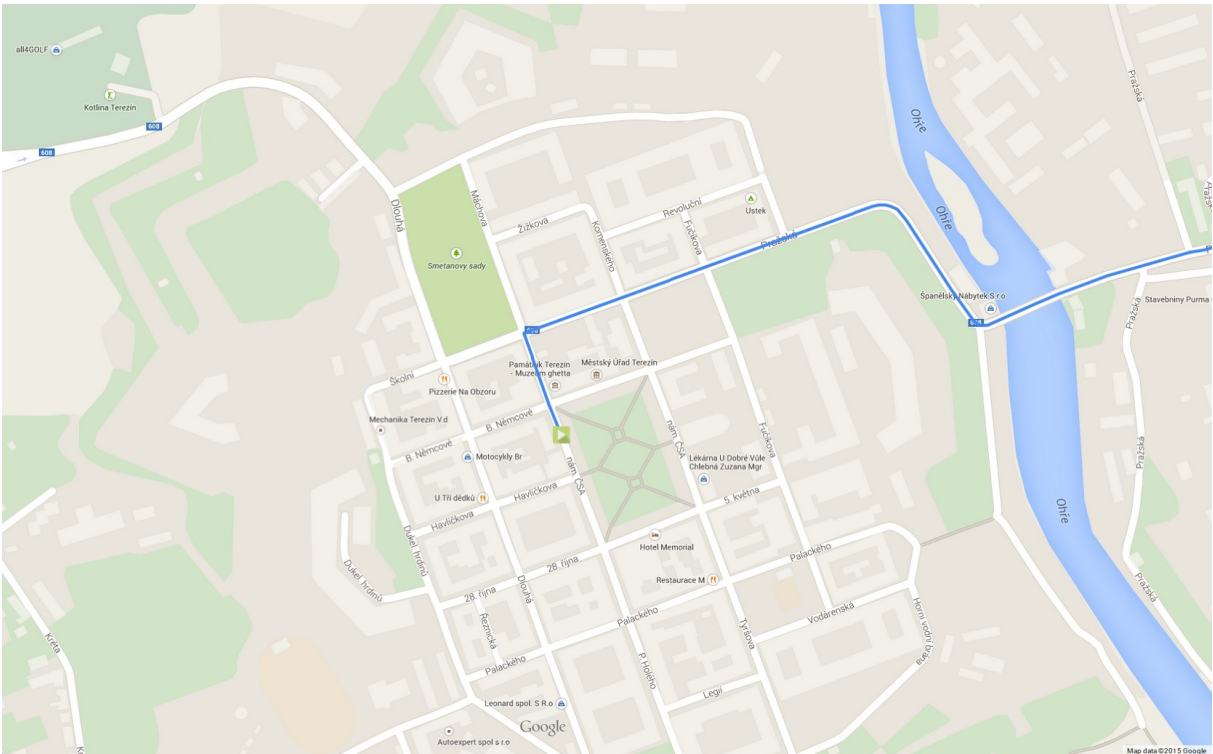 all4GOLF
Kotlina Terezín
608
608
Dlouhá
Máchova
Smetanovy sady
Žižkova
Komenského
Revoluční
Fučíkova
Ustek
Pražská
Ohře
Ohře
Pražská
Španělský Nábytek S.r.o
Stavebniny Purma
Pražská
Školní
Pizzerie Na Obzoru
Památník Terezín
- Muzeum ghetta
Městský Úřad Terezín
Mechanika Terezín V.d
B. Němcové
B. Němcové
Motocykly Br
nám. ČSA
nám. ČSA
Fučíkova
Lékárna U Dobré Vůle
Chlebná Zuzana Mgr
Pražská
U Tří dědků
Havlíčkova
Havlíčkova
5. května
Ohře
Dukel. hrdinů
Dukel. hrdinů
28. října
28. října
Hotel Memorial
Palackého
Restaurace M
Dlouhá
Řeznická
Palackého
Palackého
Tyršova
Vodárenská
Horní vodní brána
Pražská
Kréta
P. Holého
Legií
Leonard spol. S R.o
Google
Autoexpert spol s r.o
Map data ©2015 Google